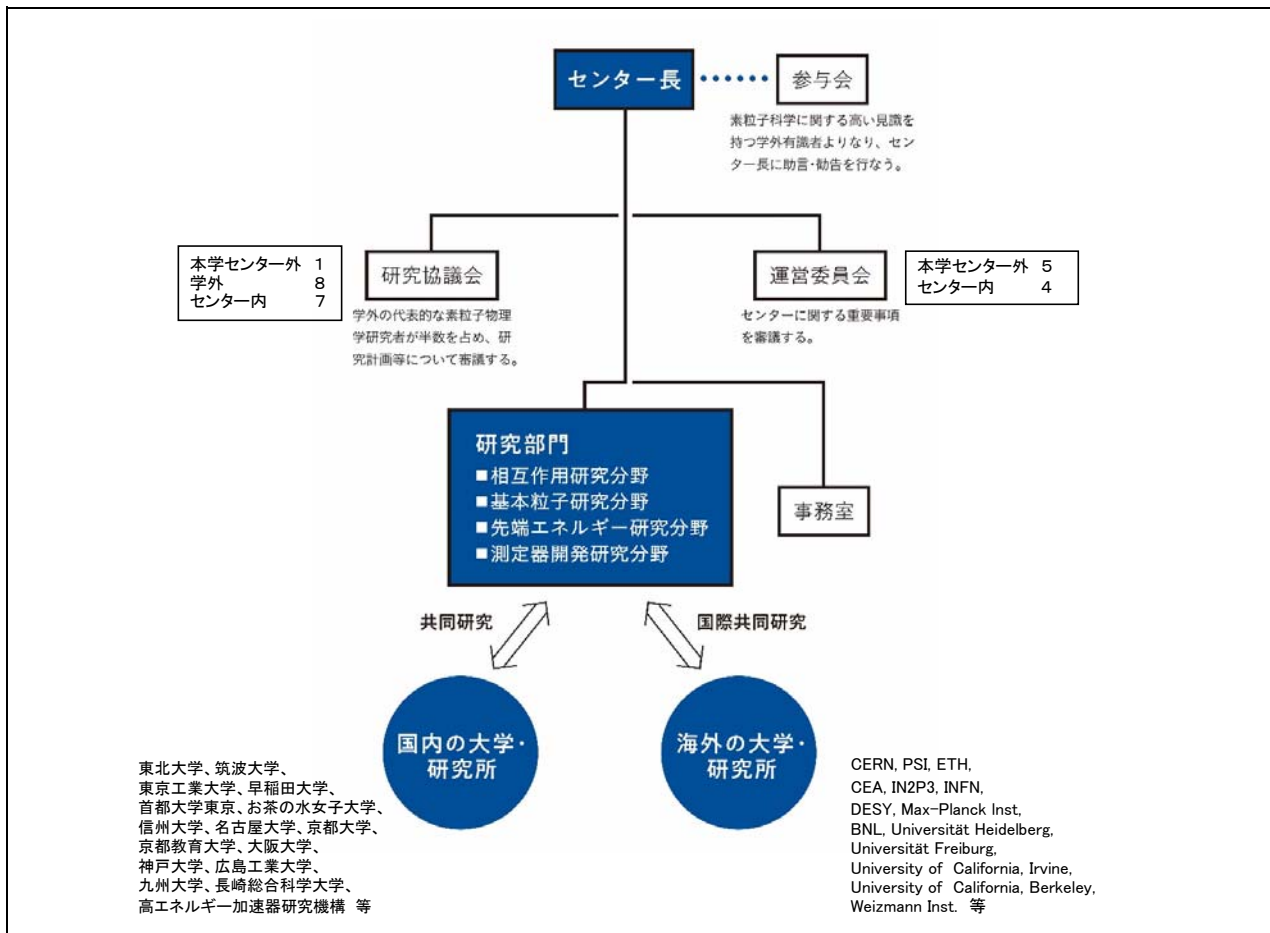 センター長
参与会
素粒子科学に関する高い見識を
持つ学外有識者よりなり、セン
ター長に助言・勧告を行なう。
本学センター外 1
学外 8
センター内 7
研究協議会
学外の代表的な素粒子物理
学研究者が半数を占め、研
究計画等について審議する。
運営委員会
センターに関する重要事項
を審議する。
本学センター外 5
センター内 4
研究部門
■相互作用研究分野
■基本粒子研究分野
■先端エネルギー研究分野
■測定器開発研究分野
事務室
共同研究
国際共同研究
国内の大学・
研究所
海外の大学・
研究所
東北大学、筑波大学、
東京工業大学、早稲田大学、
首都大学東京、お茶の水女子大学、
信州大学、名古屋大学、京都大学、
京都教育大学、大阪大学、
神戸大学、広島工業大学、
九州大学、長崎総合科学大学、
高エネルギー加速器研究機構 等
CERN, PSI, ETH,
CEA, IN2P3, INFN,
DESY, Max-Planck Inst,
BNL, Universität Heidelberg,
Universität Freiburg,
University of California, Irvine,
University of California, Berkeley,
Weizmann Inst. 等